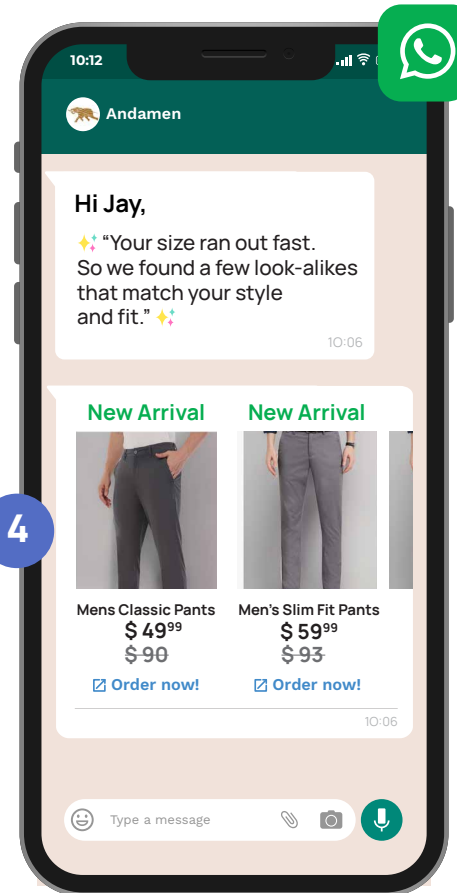 10:12
Andamen
Hi Jay,
✨ “Your size ran out fast.
So we found a few look-alikes
that match your style
and fit.” ✨
10:06
New Arrival New Arrival
4
Mens Classic Pants Men's Slim Fit Pants
$ 49⁹⁹ $ 59⁹⁹
$ 90 $ 93
Order now! Order now!
10:06
Type a message